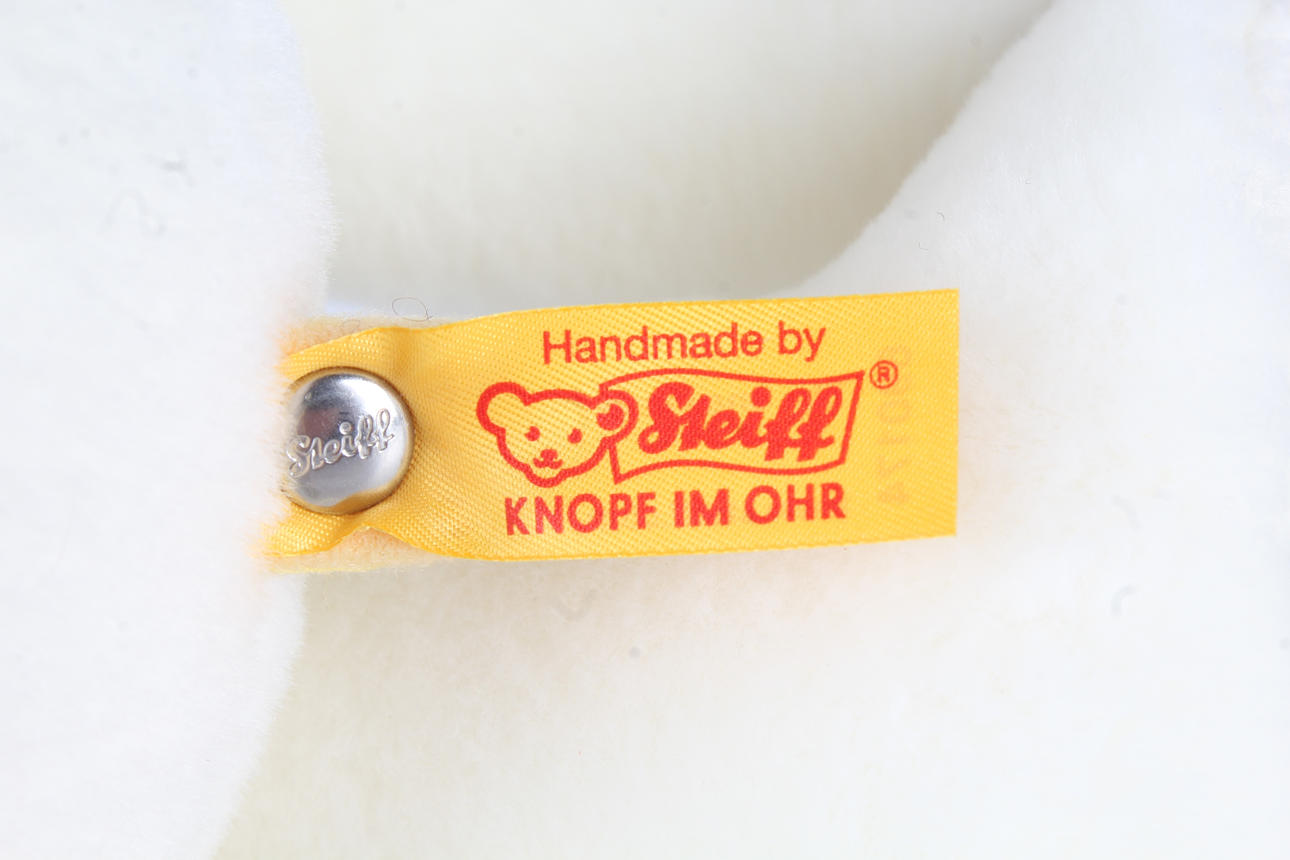 Handmade by
Steiff®
KNOPF IM OHR
Steiff